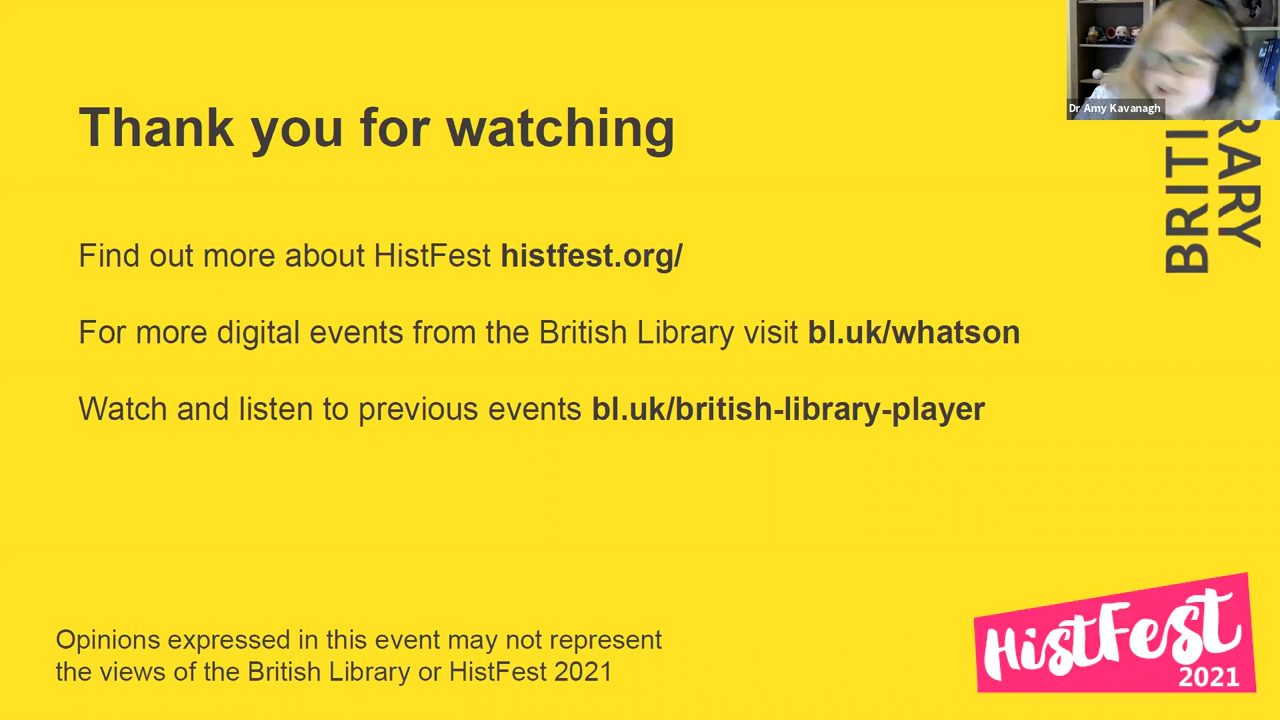 Thank you for watching
Dr Amy Kavanagh
Find out more about HistFest histfest.org/
For more digital events from the British Library visit bl.uk/whatson
Watch and listen to previous events bl.uk/british-library-player
Opinions expressed in this event may not represent
the views of the British Library or HistFest 2021
HistFest
2021